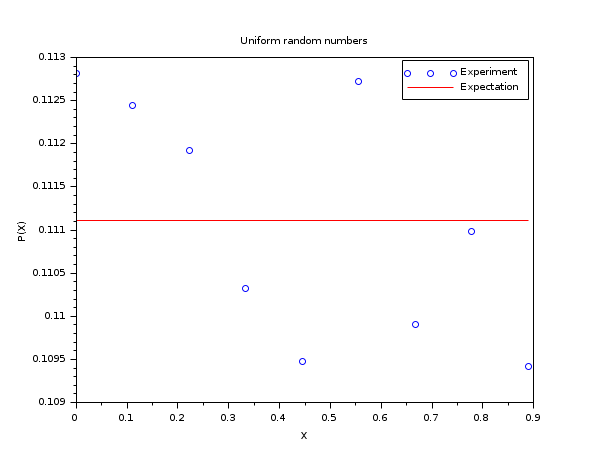 Uniform random numbers
0.113
0.1125
0.112
0.1115
0.111
0.1105
0.11
0.1095
0.109
P(X)
Experiment
Expectation
0 0.1 0.2 0.3 0.4 0.5 0.6 0.7 0.8 0.9
X